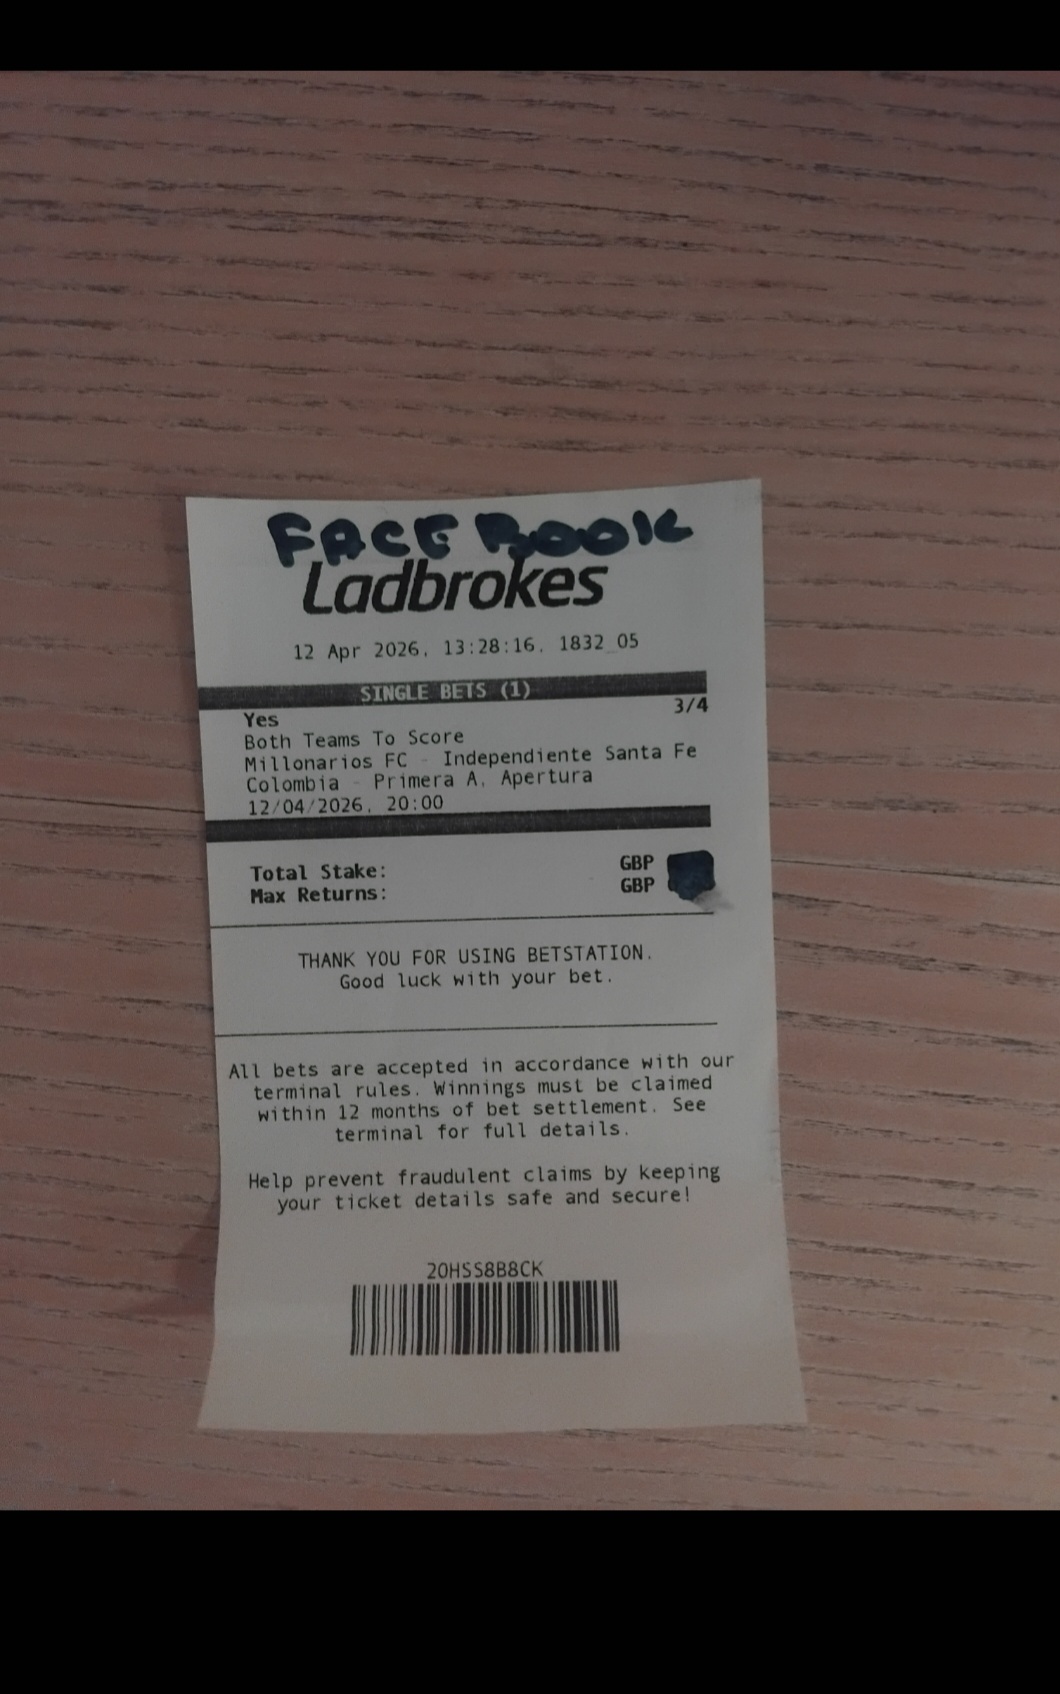 FACEBOOK
Ladbrokes
12 Apr 2026, 13:28:16, 1832_05
SINGLE BETS (1)
Yes 3/4
Both Teams To Score
Millonarios FC - Independiente Santa Fe
Colombia - Primera A, Apertura
12/04/2026, 20:00
Total Stake: GBP
Max Returns: GBP
THANK YOU FOR USING BETSTATION.
Good luck with your bet.
All bets are accepted in accordance with our
terminal rules. Winnings must be claimed
within 12 months of bet settlement. See
terminal for full details.
Help prevent fraudulent claims by keeping
your ticket details safe and secure!
20HSS8B8CK